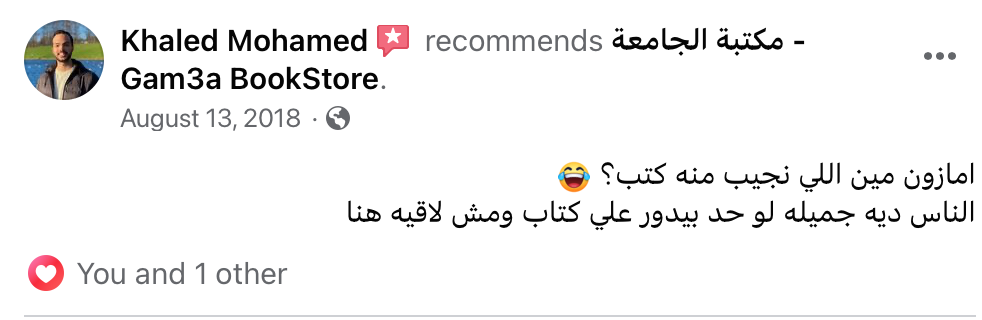 Khaled Mohamed recommends مكتبة الجامعة -
Gam3a BookStore.
August 13, 2018 ·
امازون مين اللي نجيب منه كتب؟ 😂
الناس ديه جميله لو حد بيدور علي كتاب ومش لاقيه هنا
You and 1 other